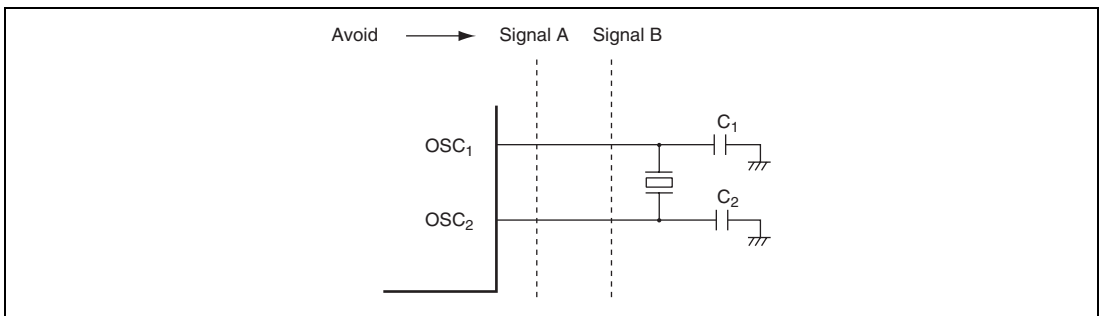 Avoid Signal A Signal B
C₁
OSC₁
C₂
OSC₂